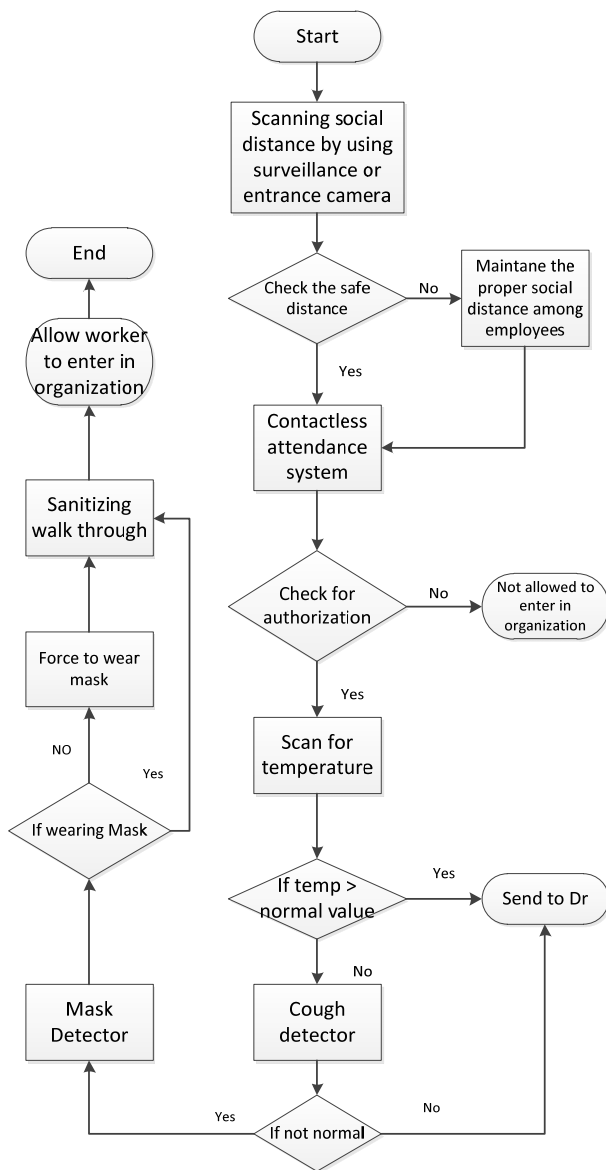 Start
Scanning social
distance by using
surveillance or
entrance camera
Check the safe
distance
No
Maintane the
proper social
distance among
employees
Yes
Contactless
attendance
system
Check for
authorization
No
Not allowed to
enter in
organization
Yes
Scan for
temperature
If temp >
normal value
Yes
Send to Dr
No
Cough
detector
If not normal
No
Yes
Mask
Detector
If wearing Mask
NO
Yes
Force to wear
mask
Sanitizing
walk through
Allow worker
to enter in
organization
End